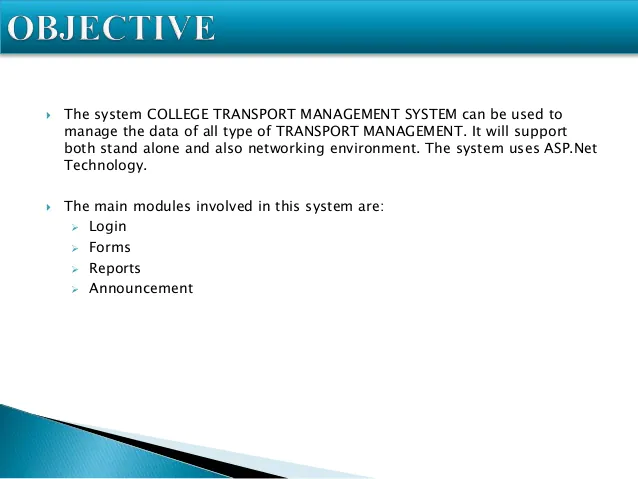 OBJECTIVE
The system COLLEGE TRANSPORT MANAGEMENT SYSTEM can be used to
manage the data of all type of TRANSPORT MANAGEMENT. It will support
both stand alone and also networking environment. The system uses ASP.Net
Technology.
The main modules involved in this system are:
Login
Forms
Reports
Announcement